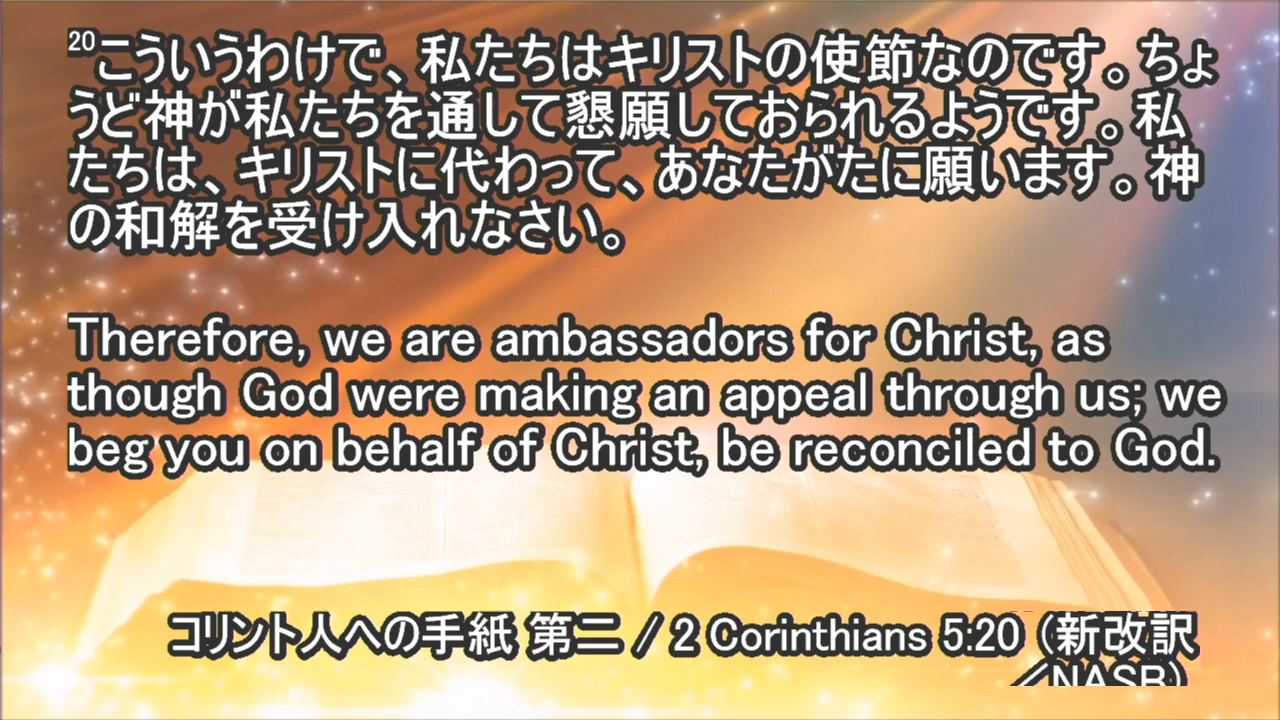 20こういうわけで、私たちはキリストの使節なのです。ちょ
うど神が私たちを通して懇願しておられるようです。私
たちは、キリストに代わって、あなたがたに願います。神
の和解を受け入れなさい。
Therefore, we are ambassadors for Christ, as
though God were making an appeal through us; we
beg you on behalf of Christ, be reconciled to God.
コリント人への手紙 第二 / 2 Corinthians 5:20 (新改訳
／NASB)